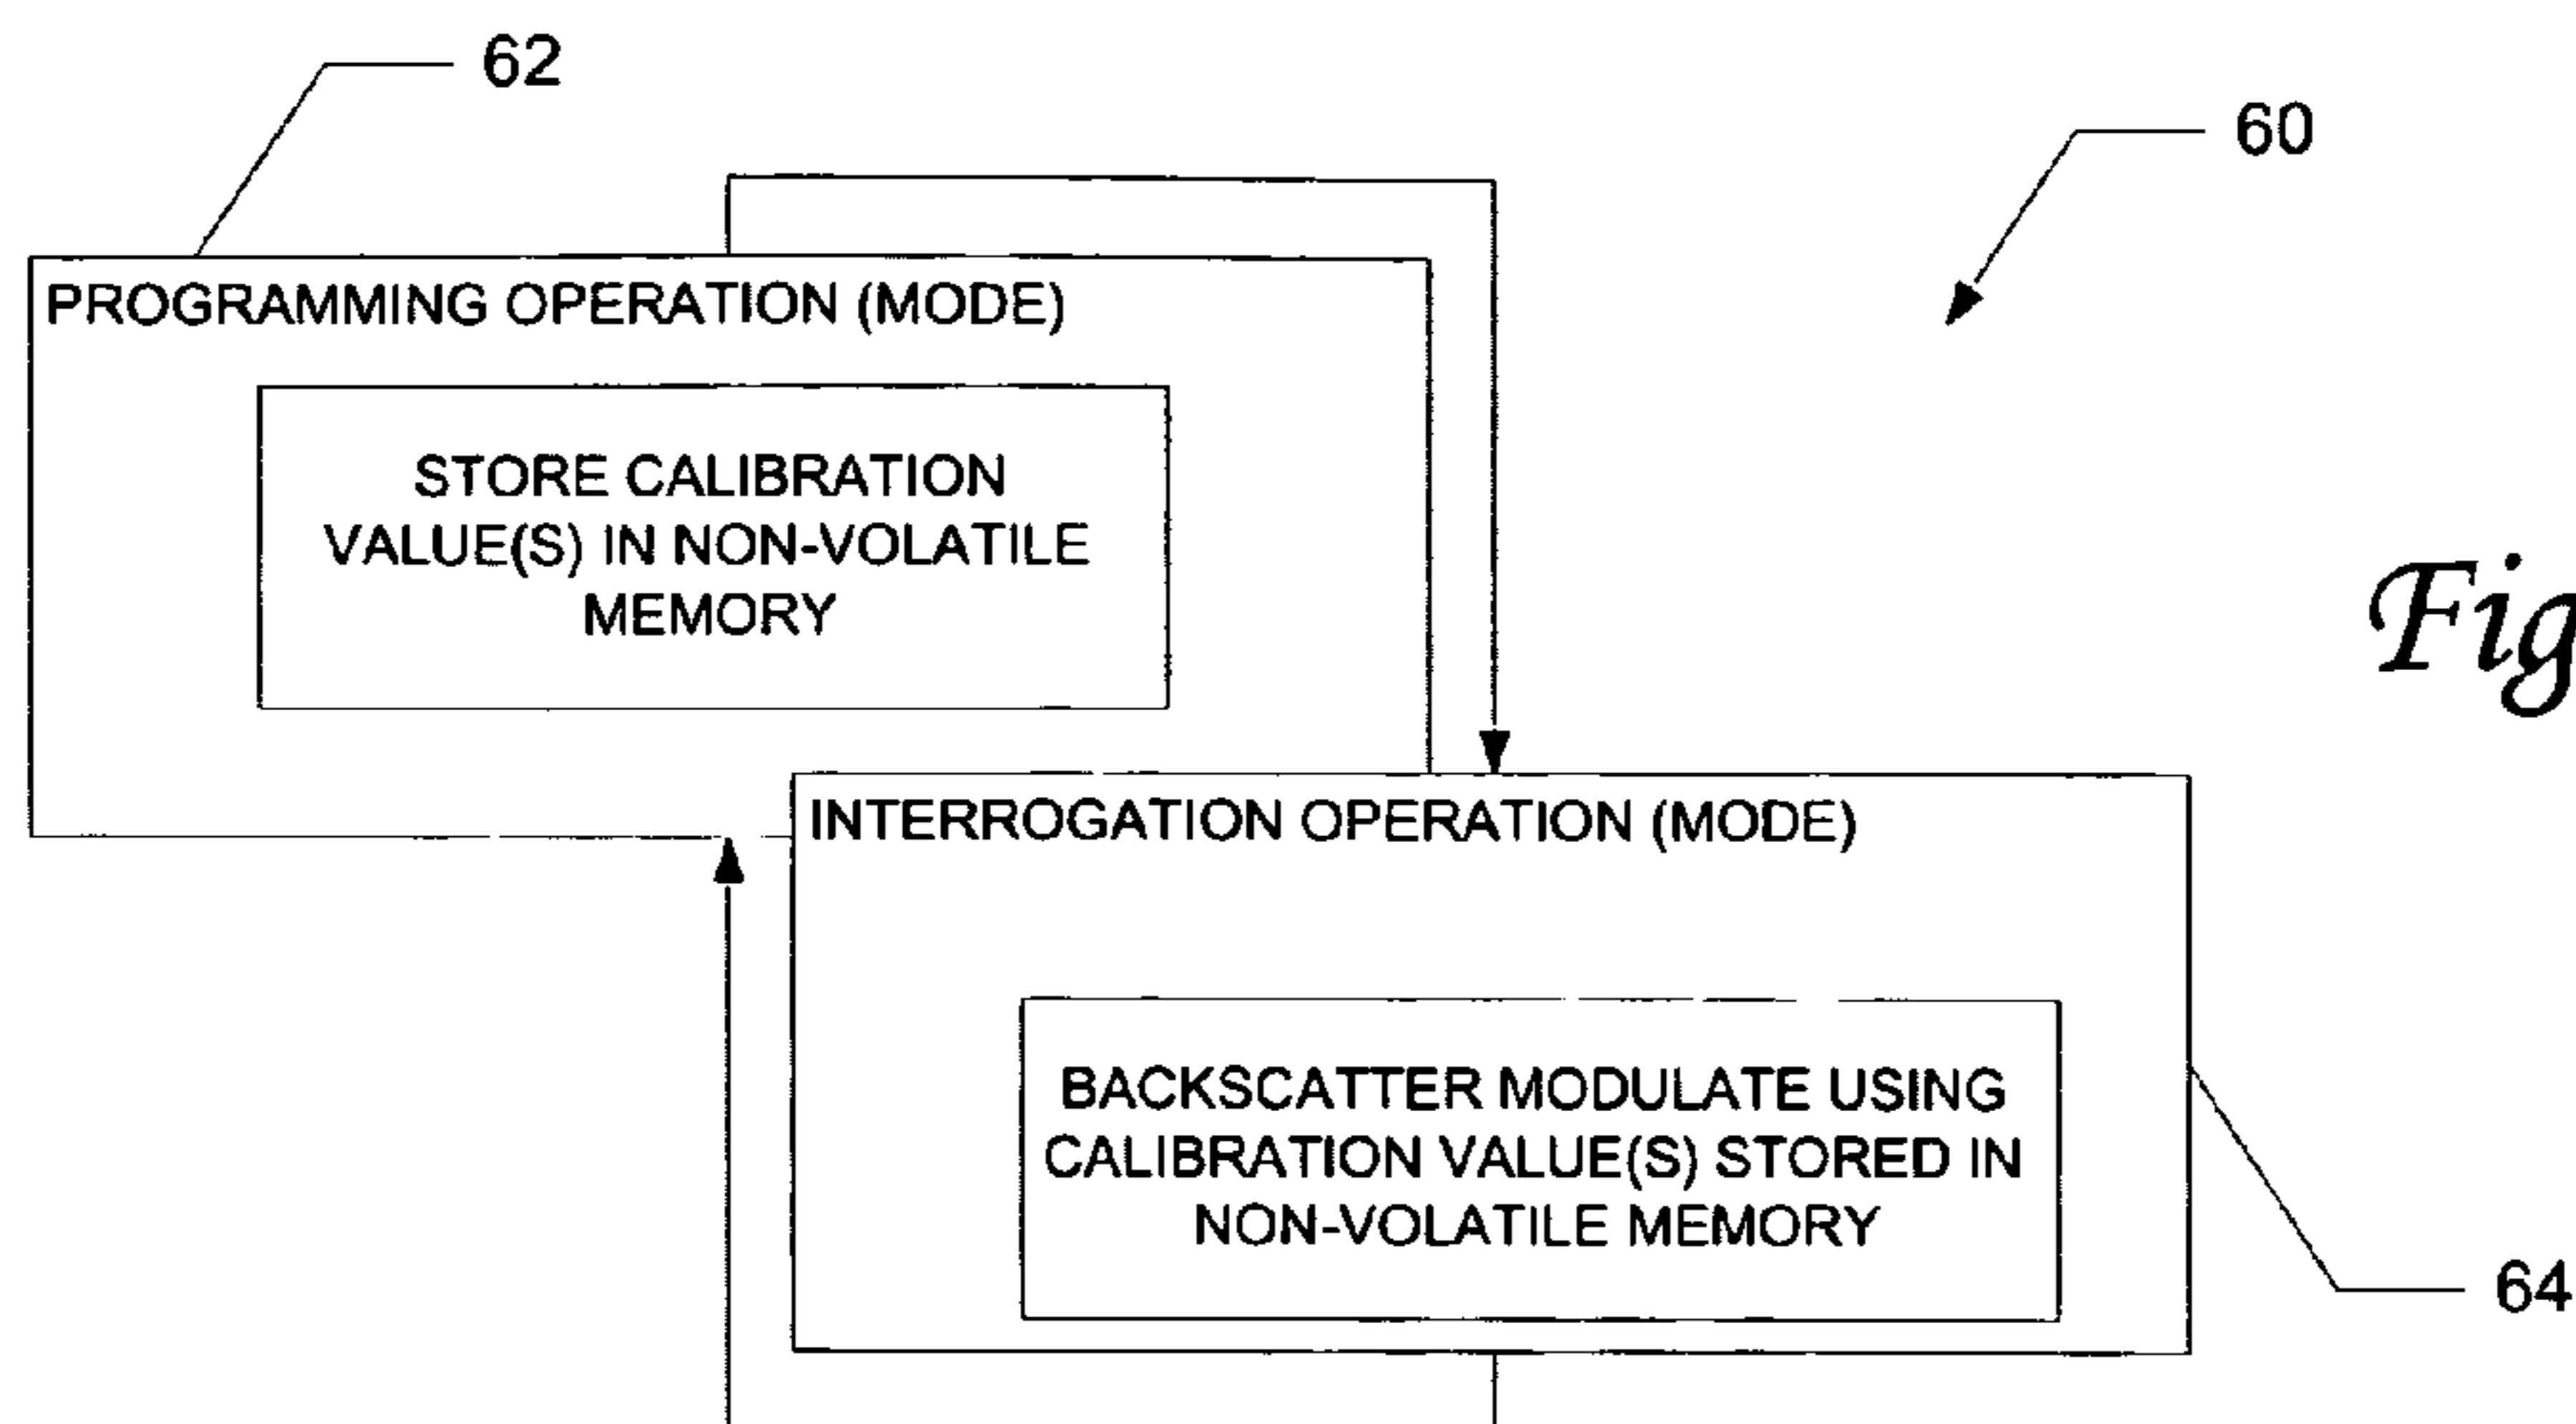 62
60
PROGRAMMING OPERATION (MODE)
STORE CALIBRATION
VALUE(S) IN NON-VOLATILE
MEMORY
Fig
INTERROGATION OPERATION (MODE)
BACKSCATTER MODULATE USING
CALIBRATION VALUE(S) STORED IN
NON-VOLATILE MEMORY
64